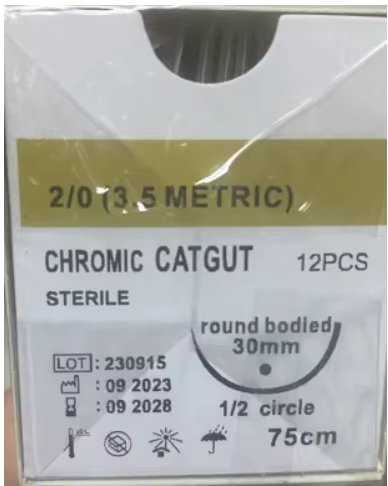 2/0 (3.5 METRIC)
CHROMIC CATGUT 12PCS
STERILE
round bodied
30mm
LOT : 230915
: 09 2023
: 09 2028
1/2 circle
75cm